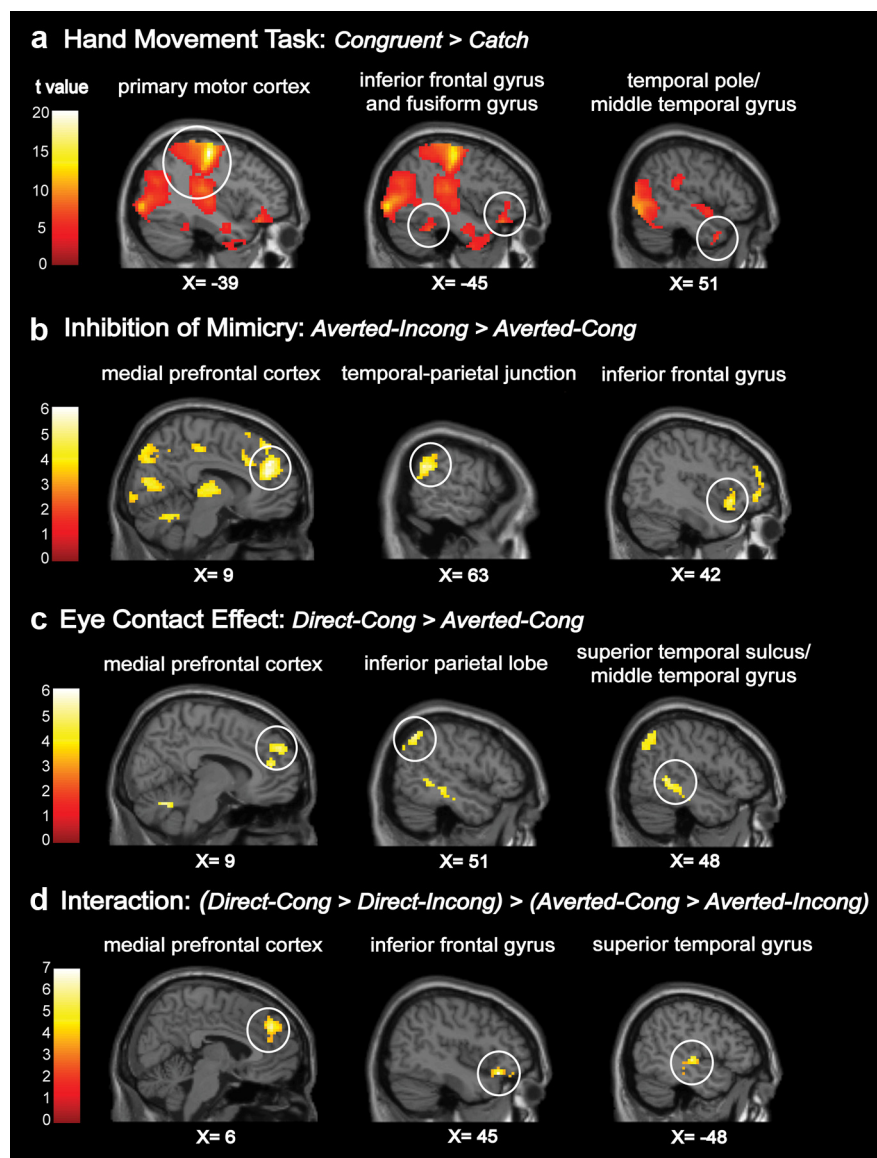 a Hand Movement Task: Congruent > Catch
t value
primary motor cortex
inferior frontal gyrus
and fusiform gyrus
temporal pole/
middle temporal gyrus
20
15
10
5
0
X= -39
X= -45
X= 51
b Inhibition of Mimicry: Averted-Incong > Averted-Cong
medial prefrontal cortex
temporal-parietal junction
inferior frontal gyrus
6
5
4
3
2
1
0
X= 9
X= 63
X= 42
c Eye Contact Effect: Direct-Cong > Averted-Cong
medial prefrontal cortex
inferior parietal lobe
superior temporal sulcus/
middle temporal gyrus
6
5
4
3
2
1
0
X= 9
X= 51
X= 48
d Interaction: (Direct-Cong > Direct-Incong) > (Averted-Cong > Averted-Incong)
medial prefrontal cortex
inferior frontal gyrus
superior temporal gyrus
7
6
5
4
3
2
1
0
X= 6
X= 45
X= -48